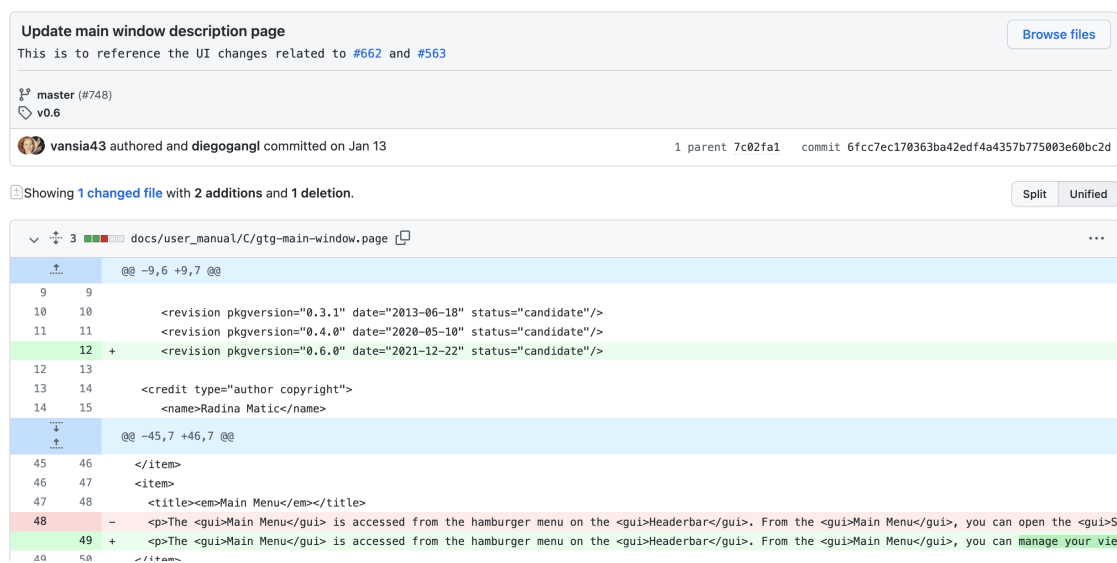 Update main window description page
Browse files
This is to reference the UI changes related to #662 and #563
master (#748)
v0.6
vansia43 authored and diegogangl committed on Jan 13
1 parent 7c02fa1 commit 6fcc7ec170363ba42edf4a4357b775003e60bc2d
Showing 1 changed file with 2 additions and 1 deletion.
Split Unified
3 docs/user_manual/C/gtg-main-window.page
@@ -9,6 +9,7 @@
9 9
10 10 <revision pkgversion="0.3.1" date="2013-06-18" status="candidate"/>
11 11 <revision pkgversion="0.4.0" date="2020-05-10" status="candidate"/>
12 + <revision pkgversion="0.6.0" date="2021-12-22" status="candidate"/>
12 13
13 14 <credit type="author copyright">
14 15 <name>Radina Matic</name>
@@ -45,7 +46,7 @@
45 46 </item>
46 47 <item>
47 48 <title><em>Main Menu</em></title>
48 - <p>The <gui>Main Menu</gui> is accessed from the hamburger menu on the <gui>Headerbar</gui>. From the <gui>Main Menu</gui>, you can open the <gui>S
49 + <p>The <gui>Main Menu</gui> is accessed from the hamburger menu on the <gui>Headerbar</gui>. From the <gui>Main Menu</gui>, you can manage your vie
49 50 </item>